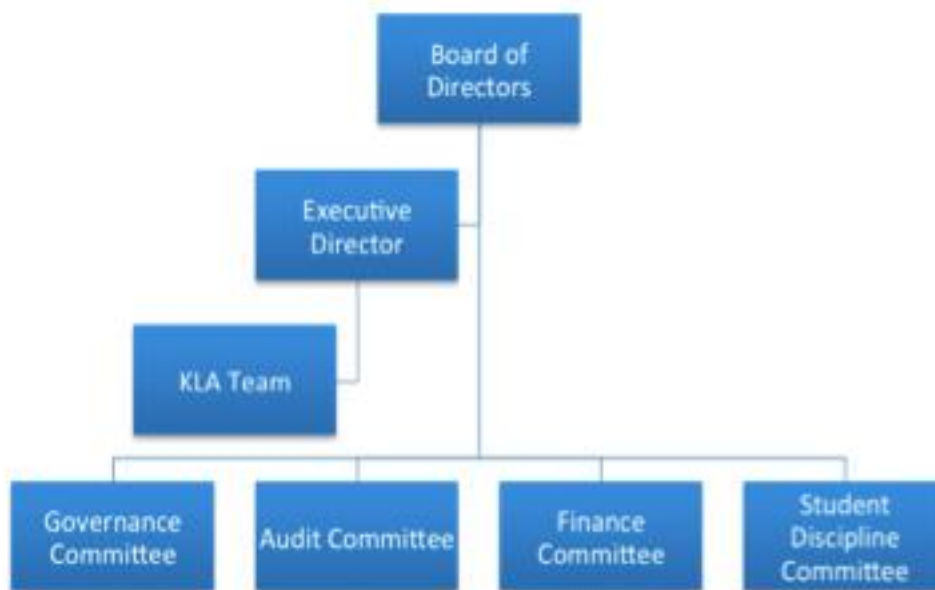 Board of
Directors
Executive
Director
KLA Team
Governance
Committee
Audit Committee
Finance
Committee
Student
Discipline
Committee